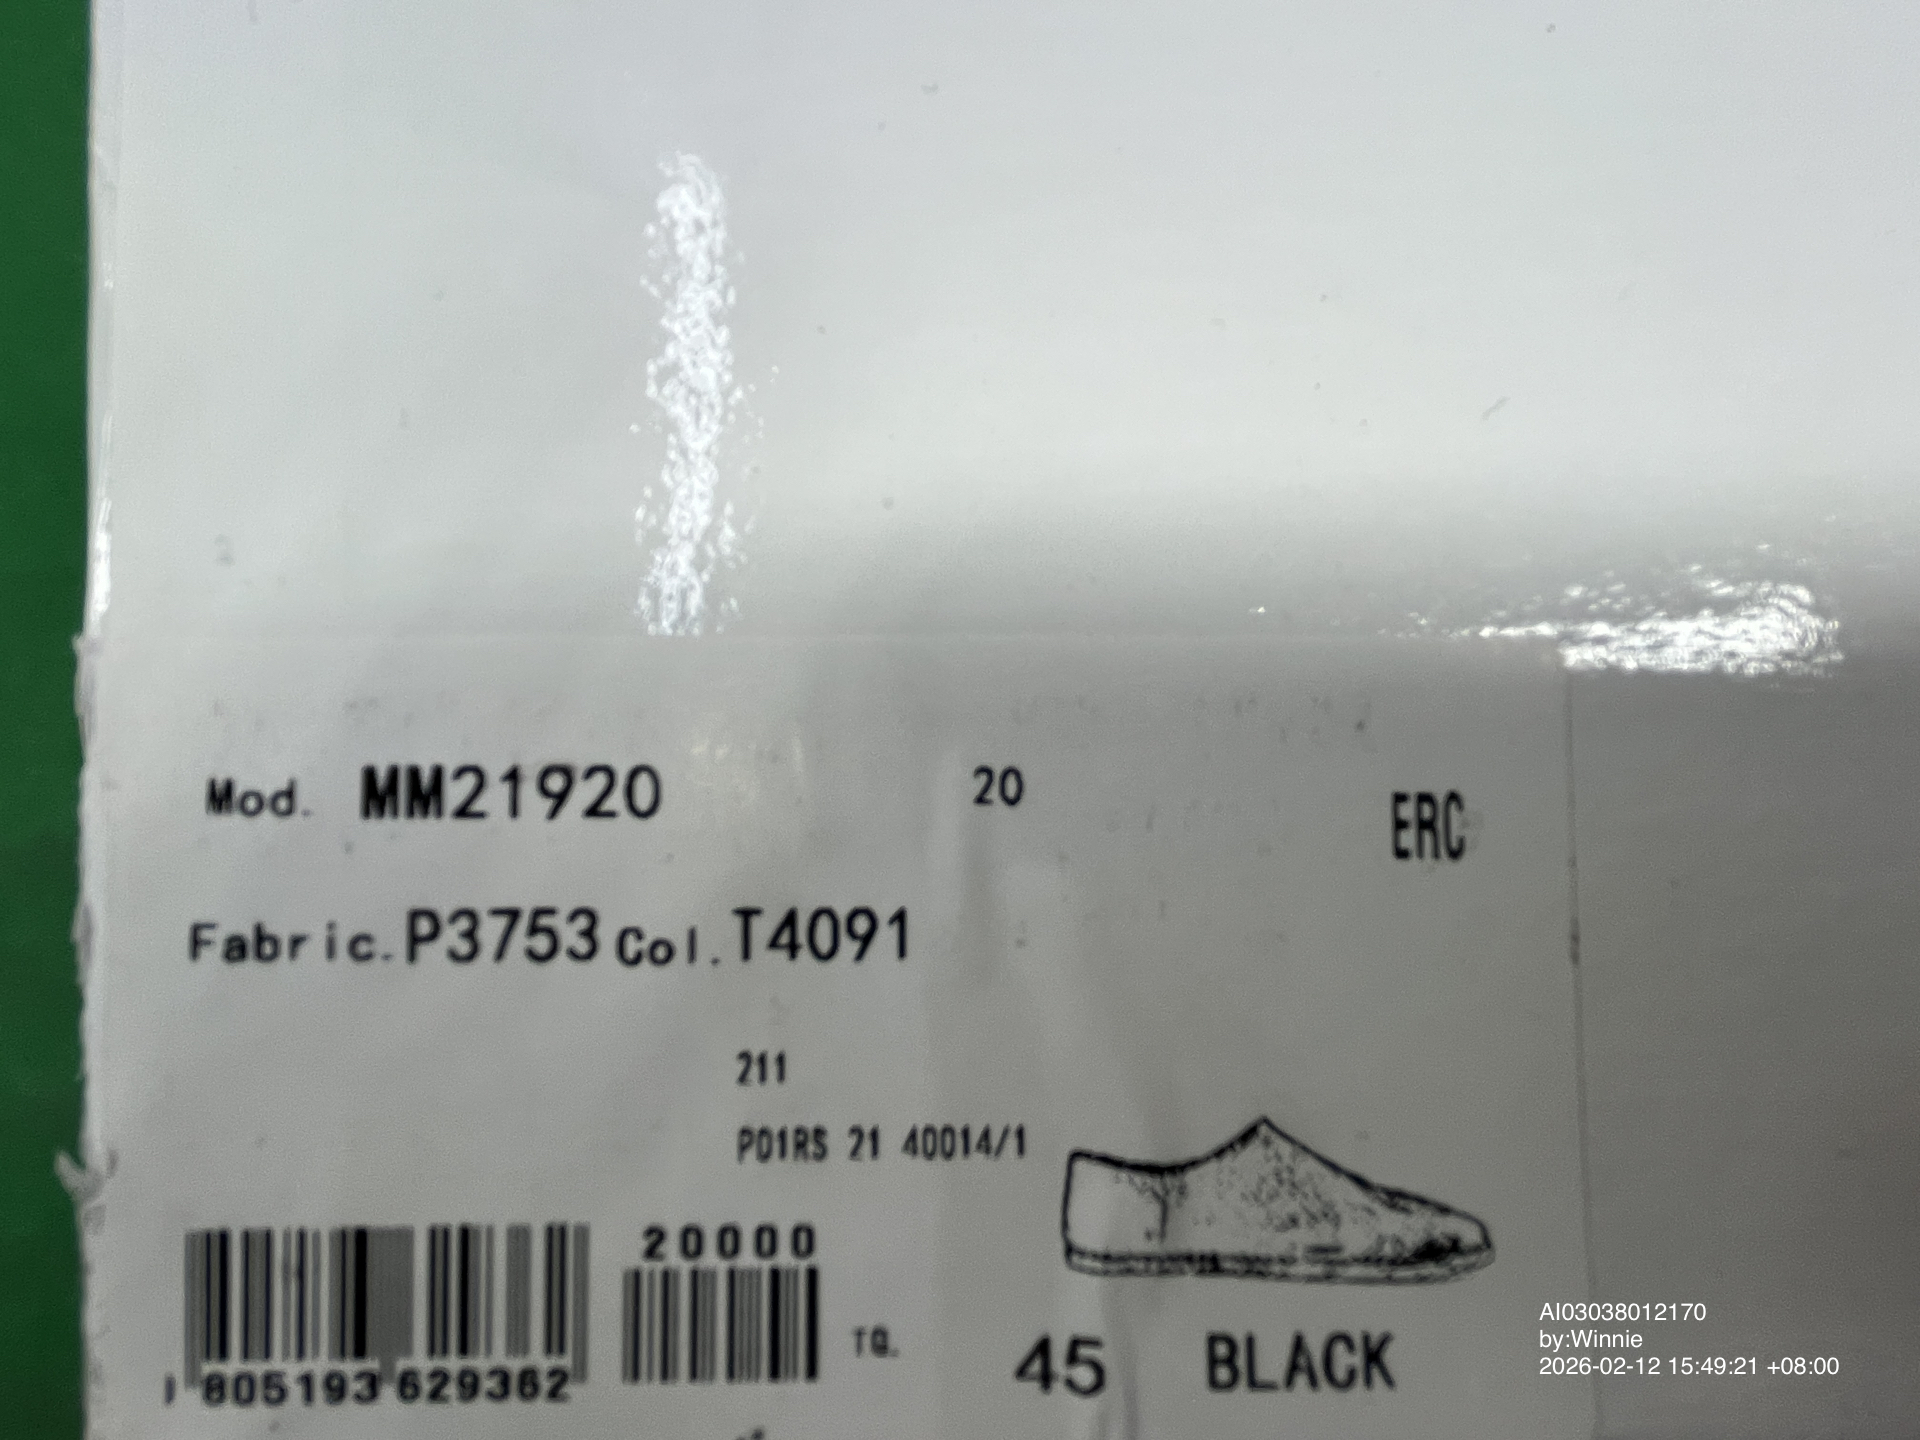 Mod. MM21920 20 ERC
Fabric. P3753 Col. T4091
211
P01RS 21 40014/1
20000
805193 629362
TG. 45 BLACK
AI03038012170
by:Winnie
2026-02-12 15:49:21 +08:00